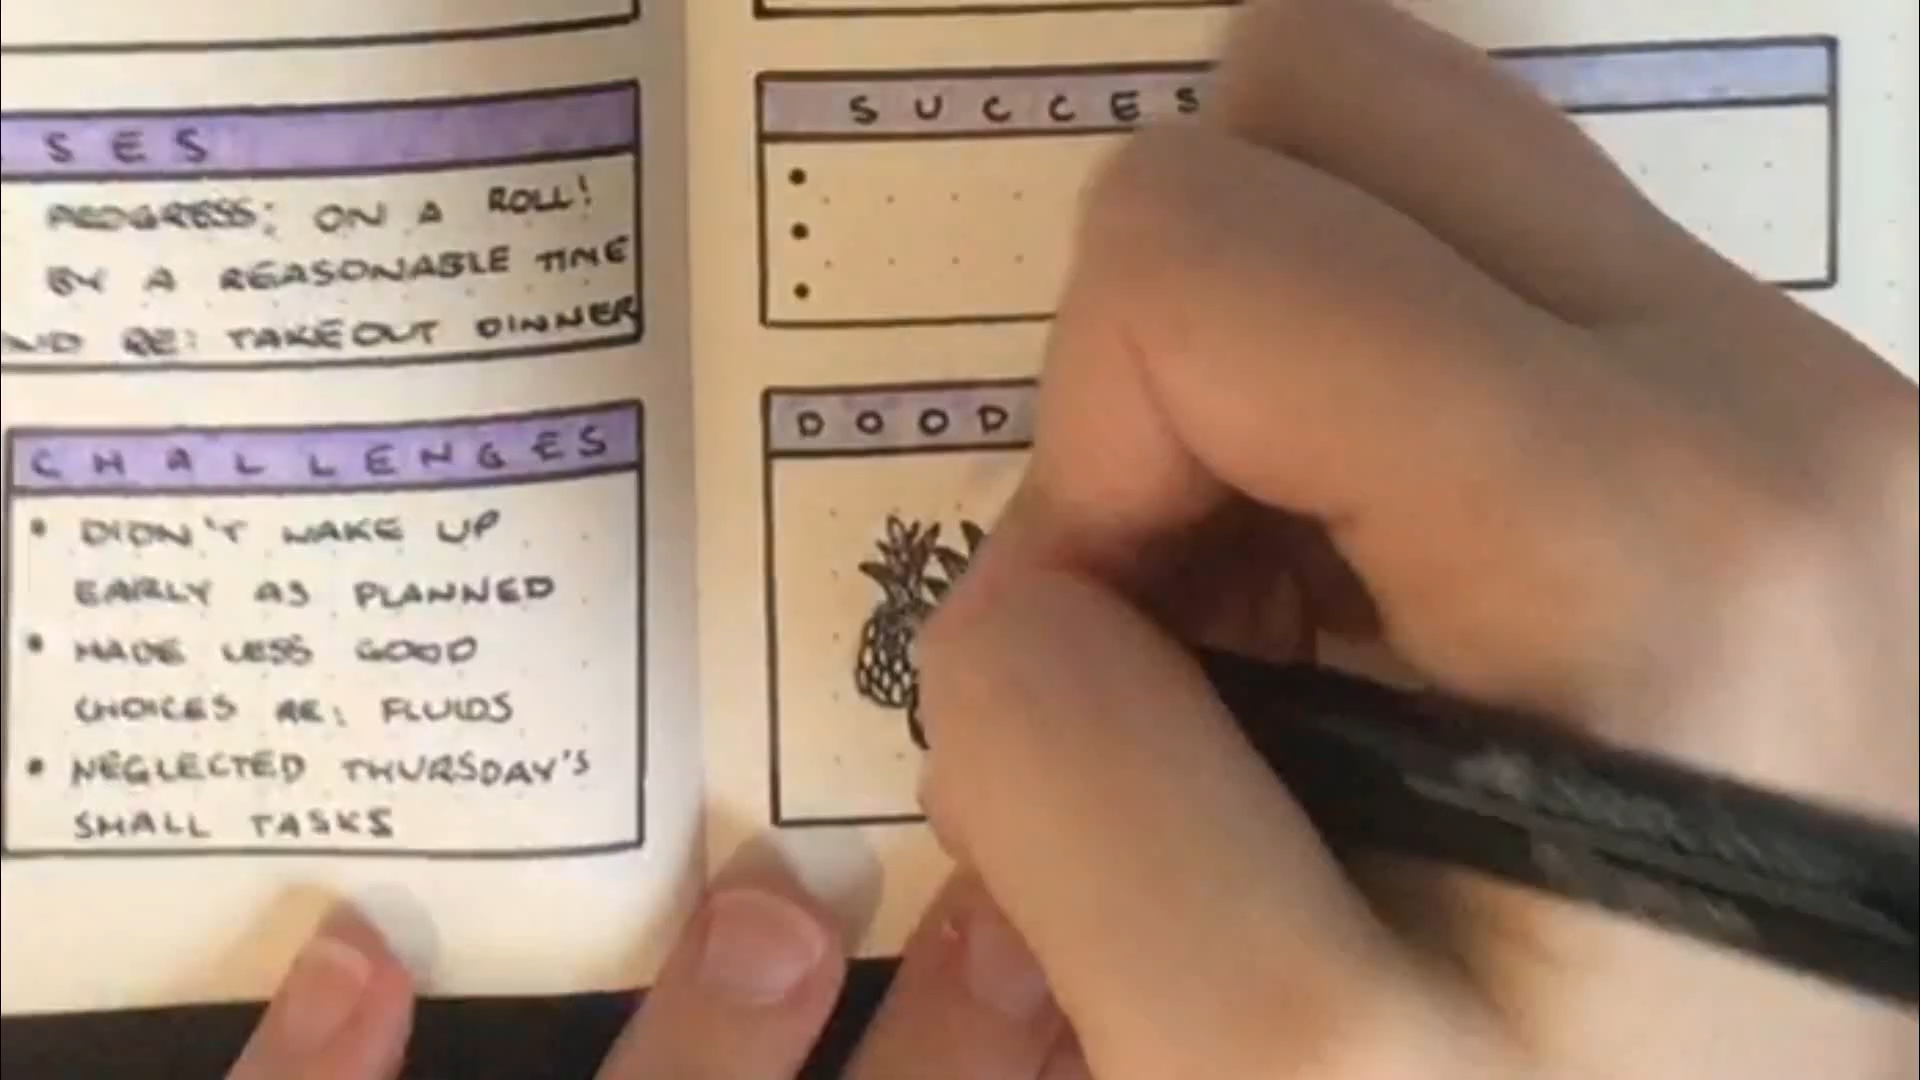 SES
PROGRESS; ON A ROLL!
BY A REASONABLE TIME
RE: TAKEOUT DINNER
CHALLENGES
• DIDN'T WAKE UP
EARLY AS PLANNED
• MADE LESS GOOD
CHOICES RE: FLUIDS
• NEGLECTED THURSDAY'S
SMALL TASKS
SUCCES
DOOD